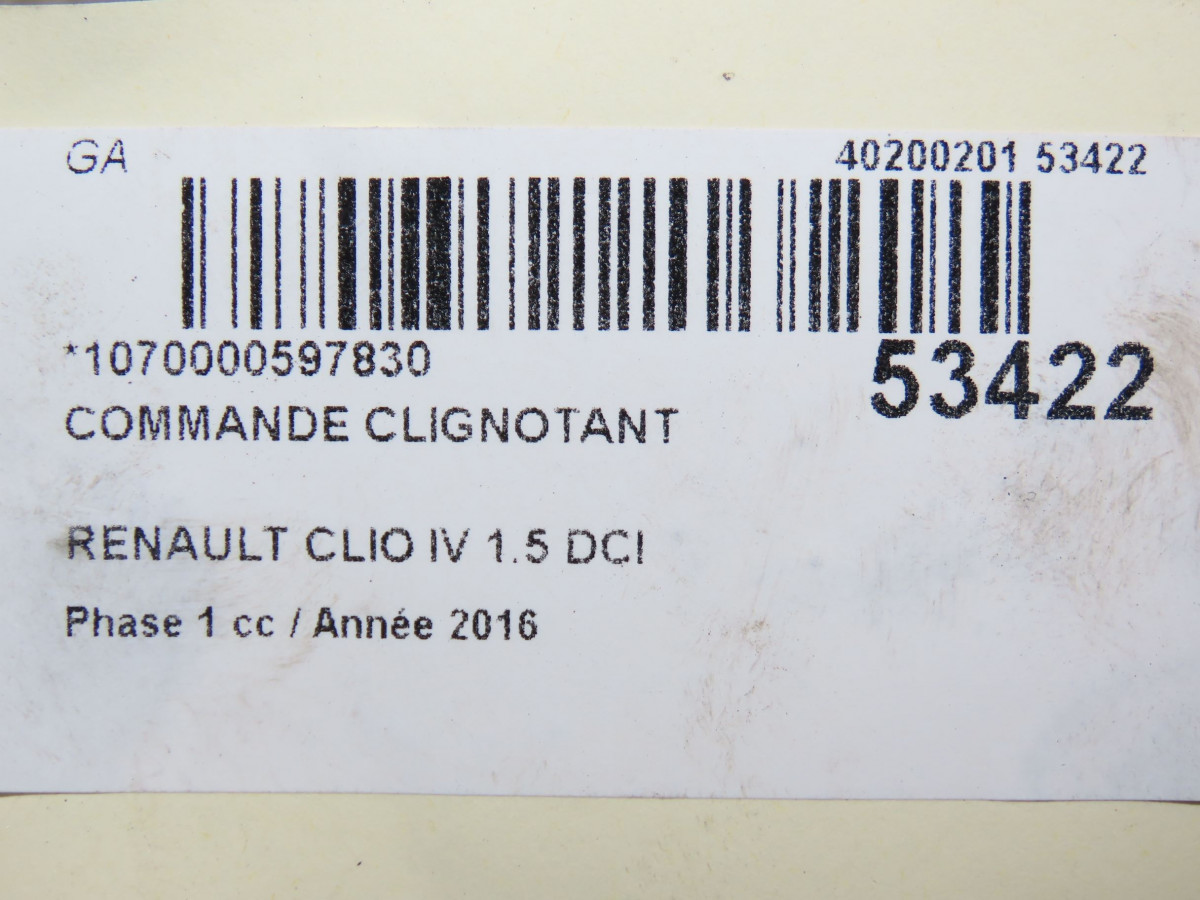 GA 40200201 53422
*1070000597830 53422
COMMANDE CLIGNOTANT
RENAULT CLIO IV 1.5 DCI
Phase 1 cc / Année 2016